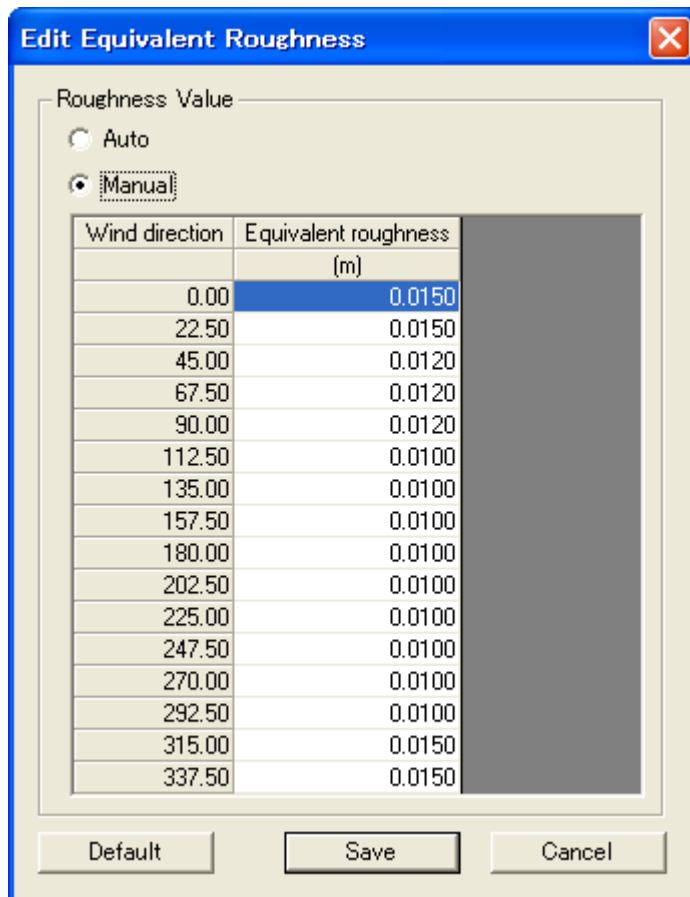 Edit Equivalent Roughness
Roughness Value
Auto
Manual
Wind direction Equivalent roughness
(m)
0.00 0.0150
22.50 0.0150
45.00 0.0120
67.50 0.0120
90.00 0.0120
112.50 0.0100
135.00 0.0100
157.50 0.0100
180.00 0.0100
202.50 0.0100
225.00 0.0100
247.50 0.0100
270.00 0.0100
292.50 0.0100
315.00 0.0150
337.50 0.0150
Default Save Cancel